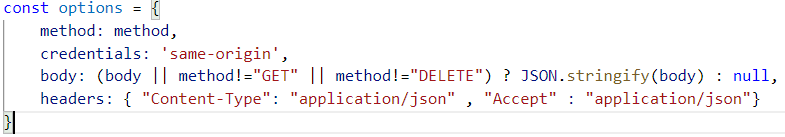 const options = {
method: method,
credentials: 'same-origin',
body: (body || method!="GET" || method!="DELETE") ? JSON.stringify(body) : null,
headers: { "Content-Type": "application/json" , "Accept" : "application/json"}
}